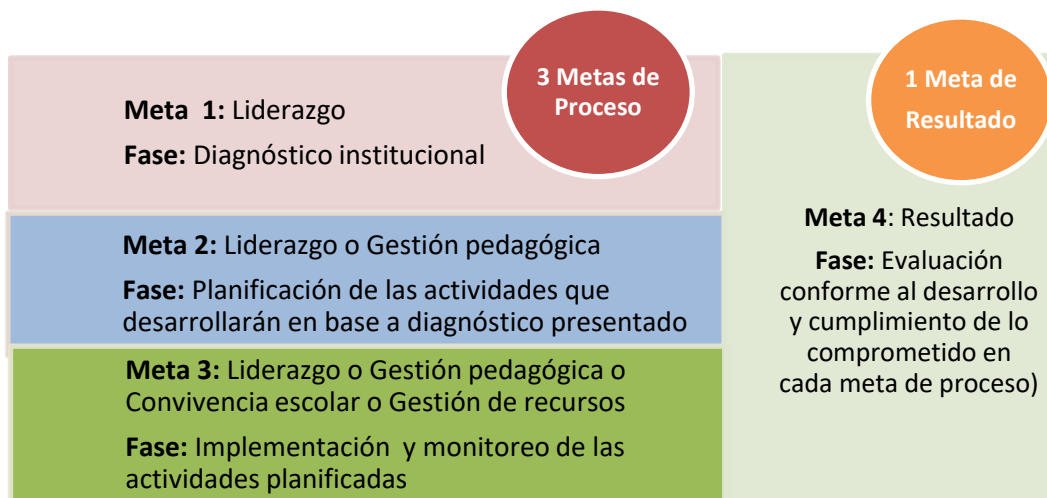 3 Metas de
Proceso
Meta 1: Liderazgo
Fase: Diagnóstico institucional
Meta 2: Liderazgo o Gestión pedagógica
Fase: Planificación de las actividades que
desarrollarán en base a diagnóstico presentado
Meta 3: Liderazgo o Gestión pedagógica o
Convivencia escolar o Gestión de recursos
Fase: Implementación y monitoreo de las
actividades planificadas
1 Meta de
Resultado
Meta 4: Resultado
Fase: Evaluación
conforme al desarrollo
y cumplimiento de lo
comprometido en
cada meta de proceso)